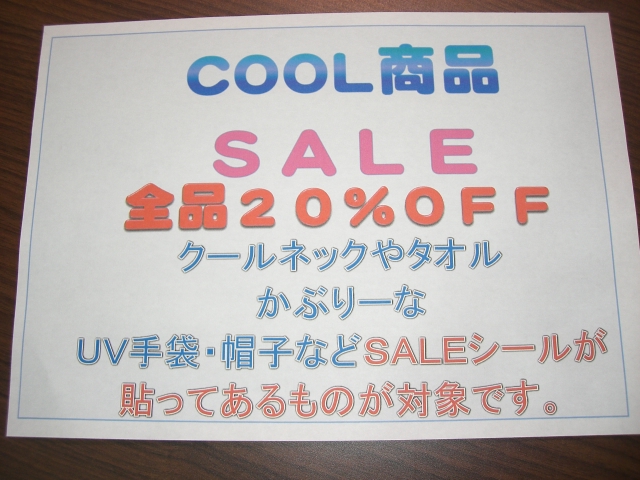 COOL商品
SALE
全品２０％ＯＦＦ
クールネックやタオル
かぶりーな
UV手袋・帽子などSALEシールが
貼ってあるものが対象です。